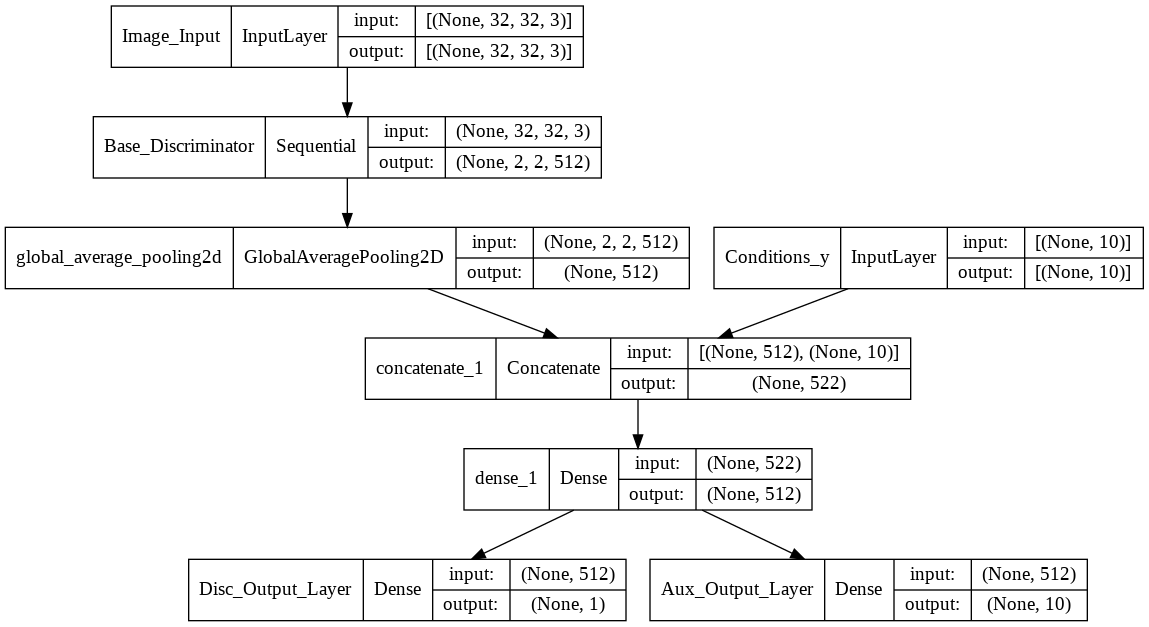 Image_Input InputLayer input: [(None, 32, 32, 3)]
output: [(None, 32, 32, 3)]
Base_Discriminator Sequential input: (None, 32, 32, 3)
output: (None, 2, 2, 512)
global_average_pooling2d GlobalAveragePooling2D input: (None, 2, 2, 512)
output: (None, 512)
Conditions_y InputLayer input: [(None, 10)]
output: [(None, 10)]
concatenate_1 Concatenate input: [(None, 512), (None, 10)]
output: (None, 522)
dense_1 Dense input: (None, 522)
output: (None, 512)
Disc_Output_Layer Dense input: (None, 512)
output: (None, 1)
Aux_Output_Layer Dense input: (None, 512)
output: (None, 10)